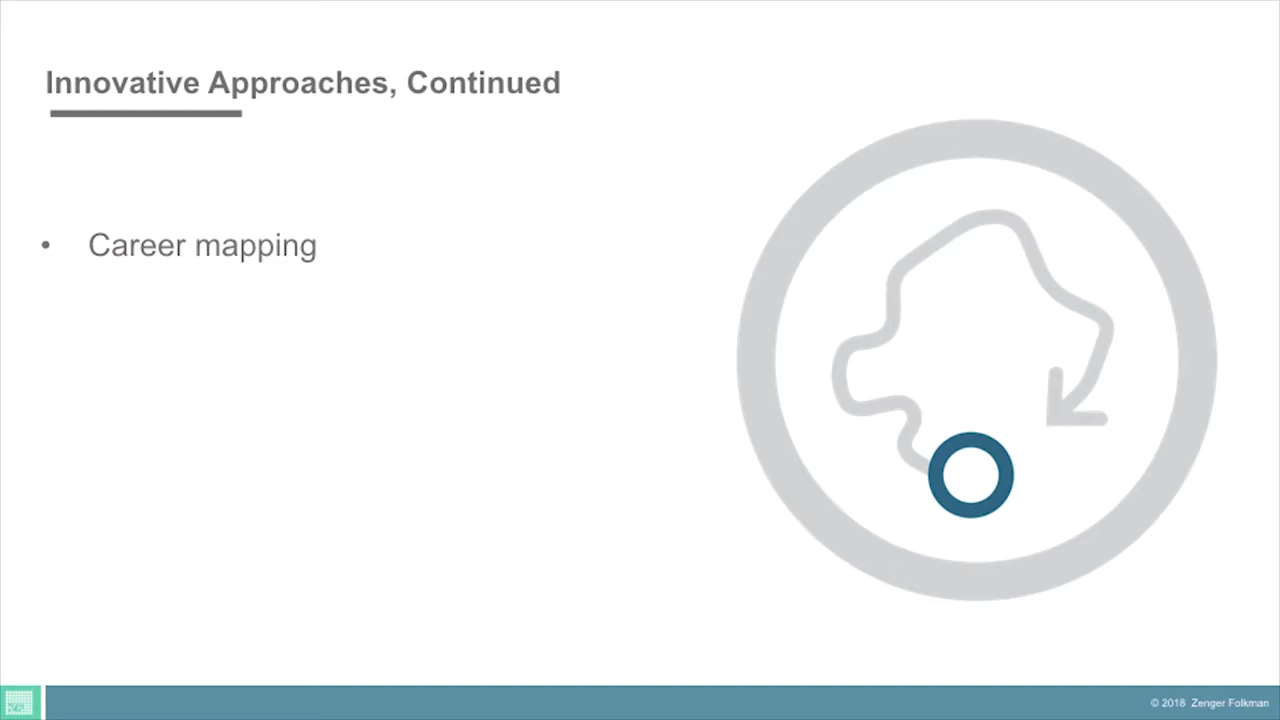 Innovative Approaches, Continued
• Career mapping
© 2018 Zenger Folkman